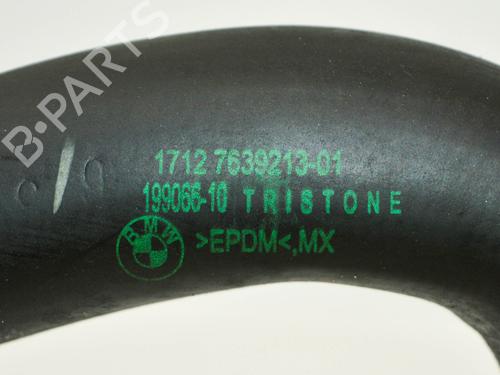 B-PARTS
1712 7639213-01
199066-10 TRISTONE
BMW >EPDM<,MX